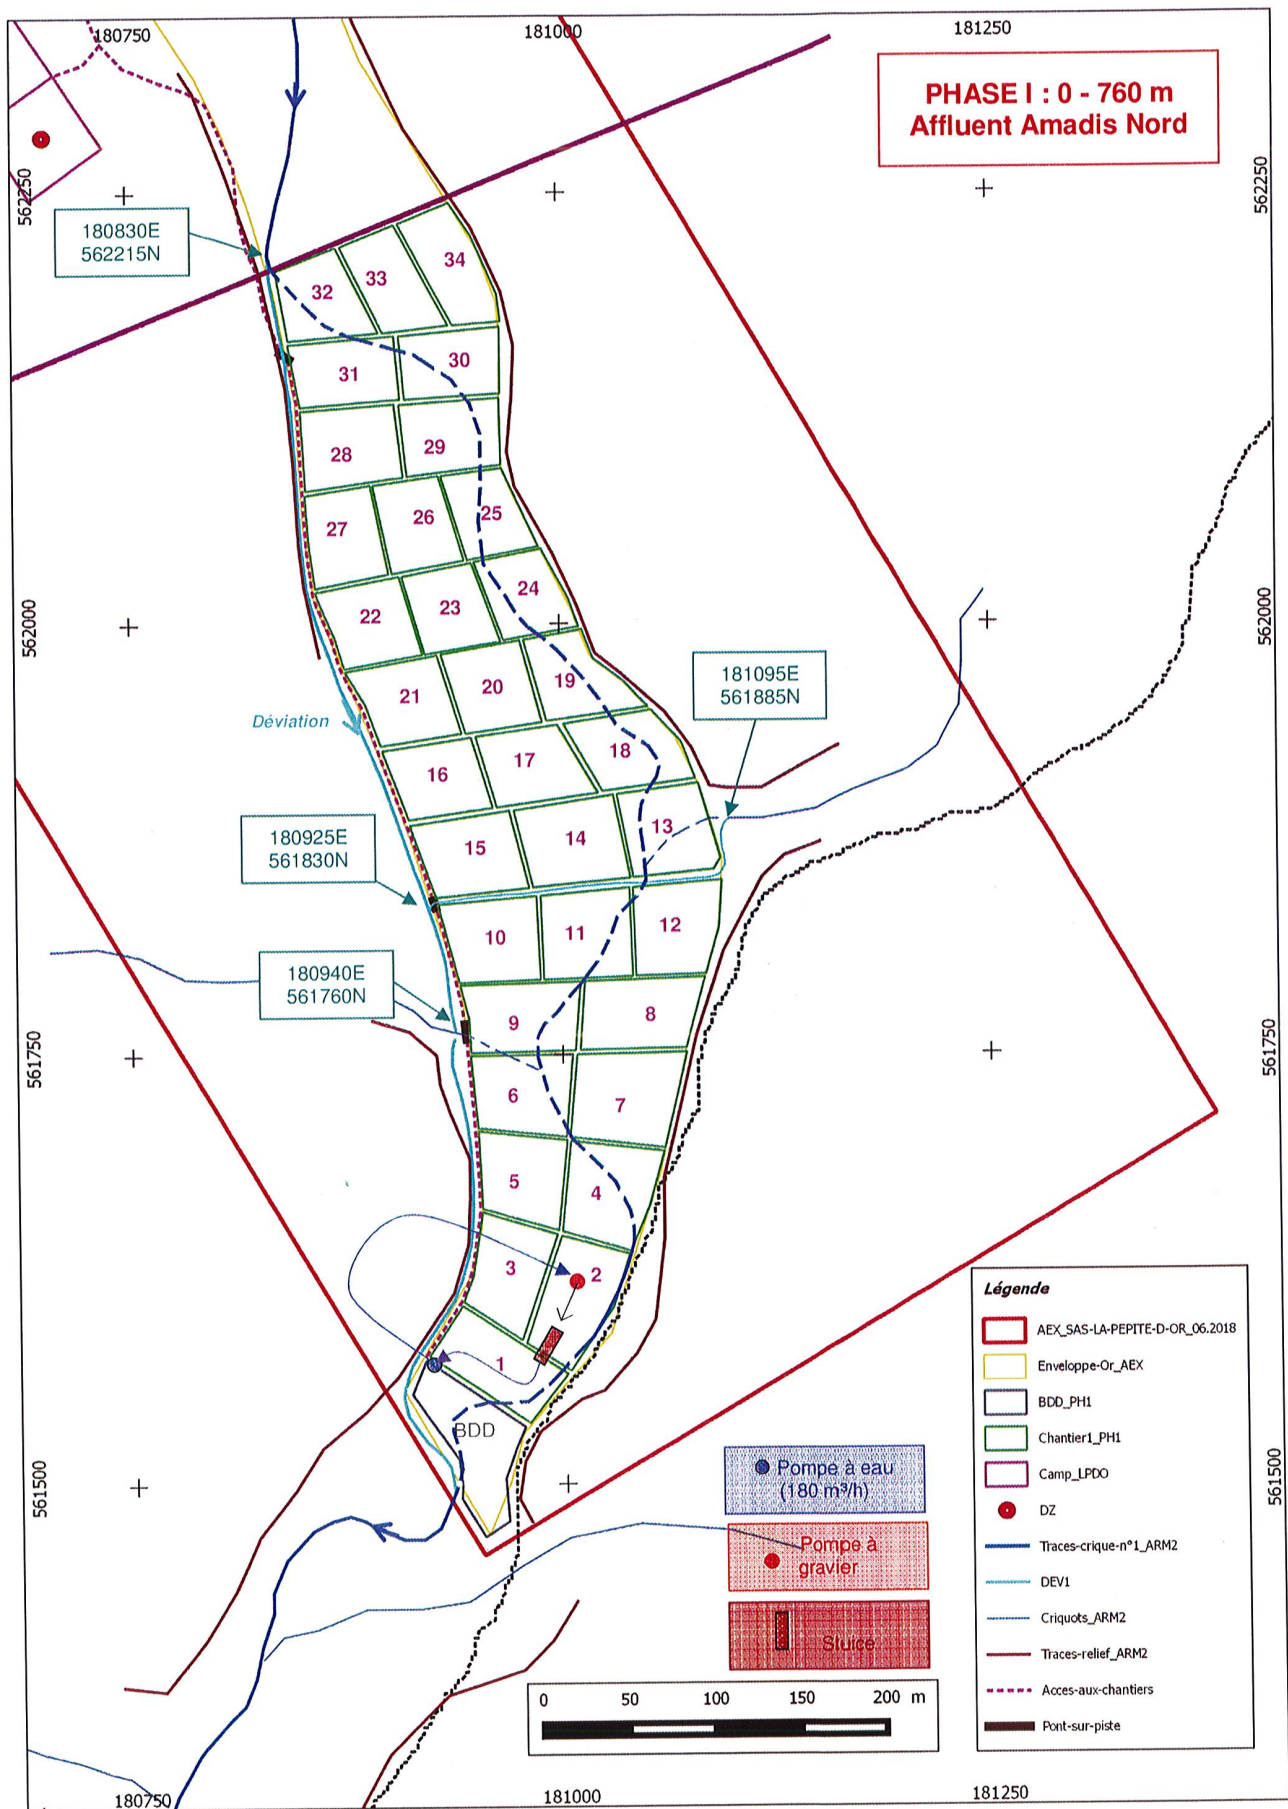 180750
181000
181250
PHASE I : 0 - 760 m
Affluent Amadis Nord
562250
562250
180830E
562215N
34
33
32
30
31
29
28
25
26
27
24
23
22
562000
562000
19
20
21
181095E
561885N
Déviation
18
17
16
13
14
15
180925E
561830N
12
11
10
180940E
561760N
8
9
561750
561750
6
7
5
4
3
2
1
BDD
561500
561500
Pompe à eau
(180 m³/h)
Pompe à
gravier
Sluice
Légende
AEX_SAS-LA-PEPITE-D-OR_06.2018
Enveloppe-Or_AEX
BDD_PH1
Chantier1_PH1
Camp_LPDO
DZ
Traces-crique-n°1_ARM2
DEV1
Criquots_ARM2
Traces-relief_ARM2
Acces-aux-chantiers
Pont-sur-piste
0 50 100 150 200 m
180750
181000
181250